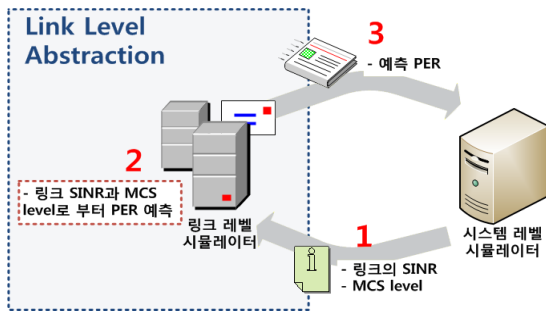 Link Level
Abstraction
3
- 예측 PER
2
- 링크 SINR과 MCS
level로 부터 PER 예측
링크 레벨
시뮬레이터
1
- 링크의 SINR
- MCS level
시스템 레벨
시뮬레이터
i